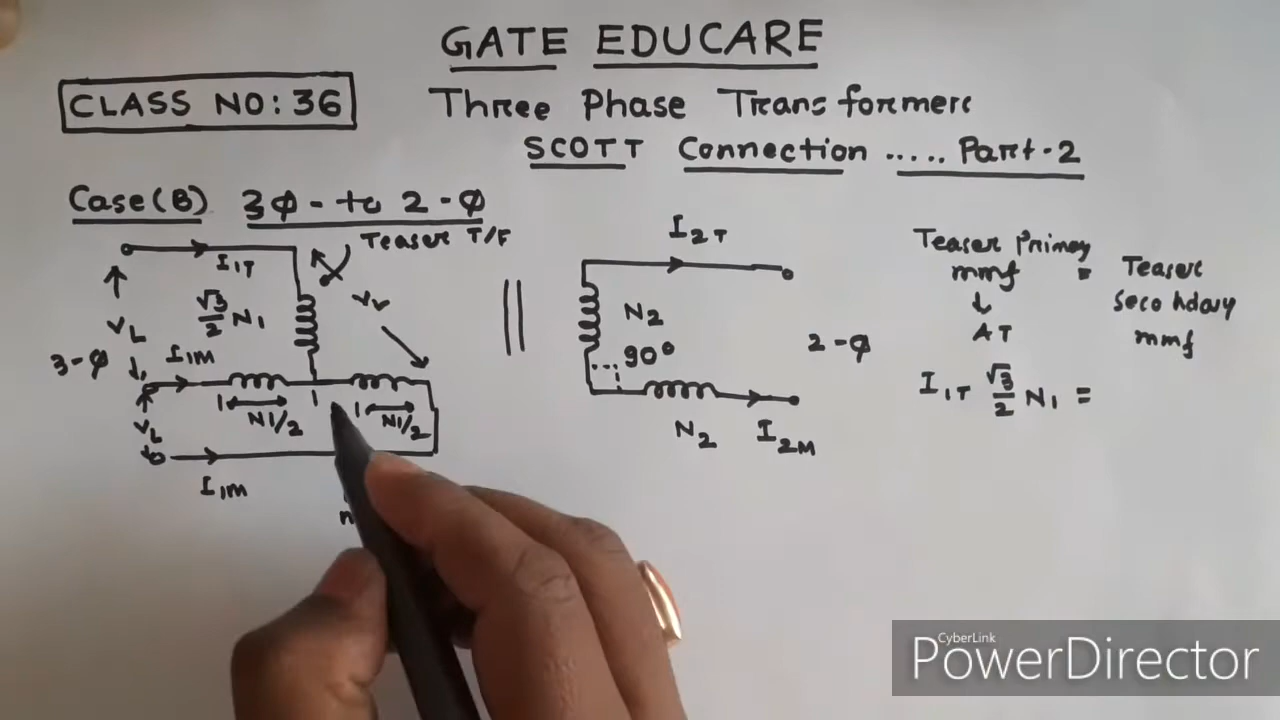 GATE EDUCARE
CLASS NO: 36
Three Phase Transformers
SCOTT Connection ..... Part-2
Case(B) 3Φ - to 2-Φ
Teaser T/F
I1T
√3/2 N1
VL
VL
3-Φ
I1M
N1/2
N1/2
VL
I1M
I2T
N2
90°
2-Φ
N2
I2M
Teaser Primay
mmf = Teaser
secondary
mmf
↓
AT
I1T √3/2 N1 =
CyberLink
PowerDirector